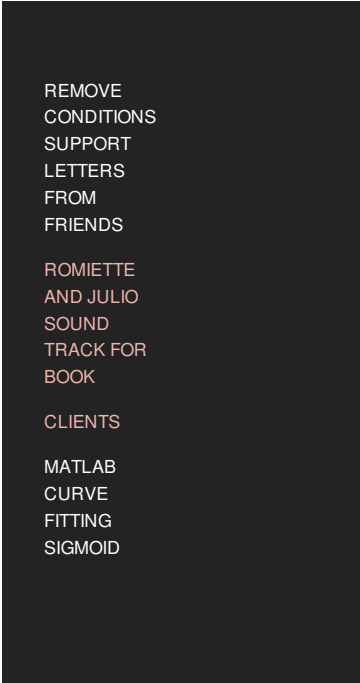 REMOVE
CONDITIONS
SUPPORT
LETTERS
FROM
FRIENDS
ROMIETTE
AND JULIO
SOUND
TRACK FOR
BOOK
CLIENTS
MATLAB
CURVE
FITTING
SIGMOID